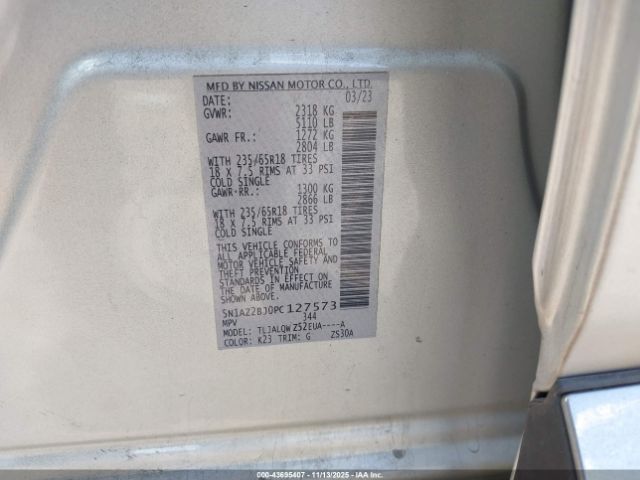 MFD BY NISSAN MOTOR CO., LTD.
DATE: 03/23
GVWR: 2318 KG
5110 LB
GAWR FR.: 1272 KG
2804 LB
WITH 235/65R18 TIRES
18 X 7.5 RIMS AT 33 PSI
COLD SINGLE
GAWR-RR.: 1300 KG
2866 LB
WITH 235/65R18 TIRES
18 X 7.5 RIMS AT 33 PSI
COLD SINGLE
THIS VEHICLE CONFORMS TO
ALL APPLICABLE FEDERAL
MOTOR VEHICLE SAFETY AND
THEFT PREVENTION
STANDARDS IN EFFECT ON
THE DATE OF MANUFACTURE
SHOWN ABOVE.
5N1AZ2BJ0PC127573
MPV 344
MODEL: TLJALQW Z52EUA----A
COLOR: K23 TRIM: G ZS30A
00-43695407 - 11/13/2025 - IAAI.COM